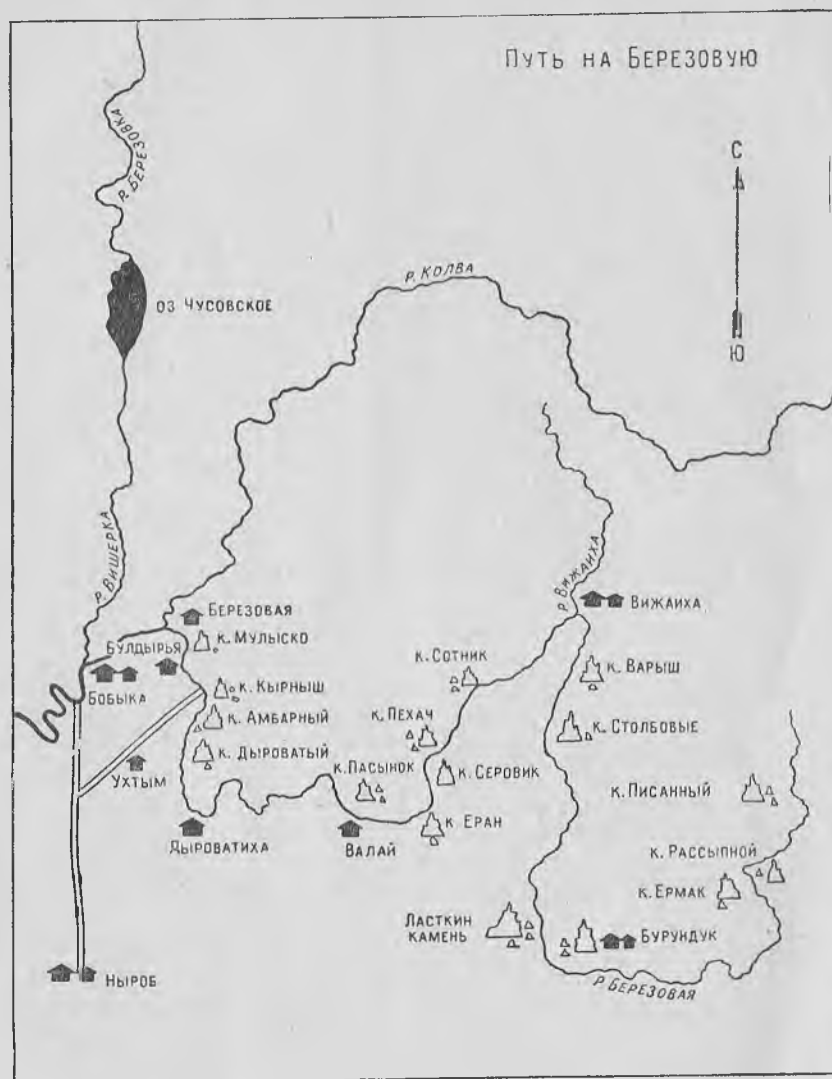 Путь на Березовую
С
Ю
р. Березовка
оз Чусовское
р. Колва
р. Вишерка
р. Вижаиха
Березовая
Вижаиха
к. Мулыско
Булдырья
Бобыка
к. Кырныш
к. Амбарный
к. Дыроватый
Ухтым
Дыроватиха
к. Сотник
к. Пехач
к. Пасынок
к. Серовик
к. Еран
Валай
к. Варыш
к. Столбовые
к. Писанный
к. Рассыпной
к. Ермак
Ласткин
камень
Бурундук
р. Березовая
Ныроб